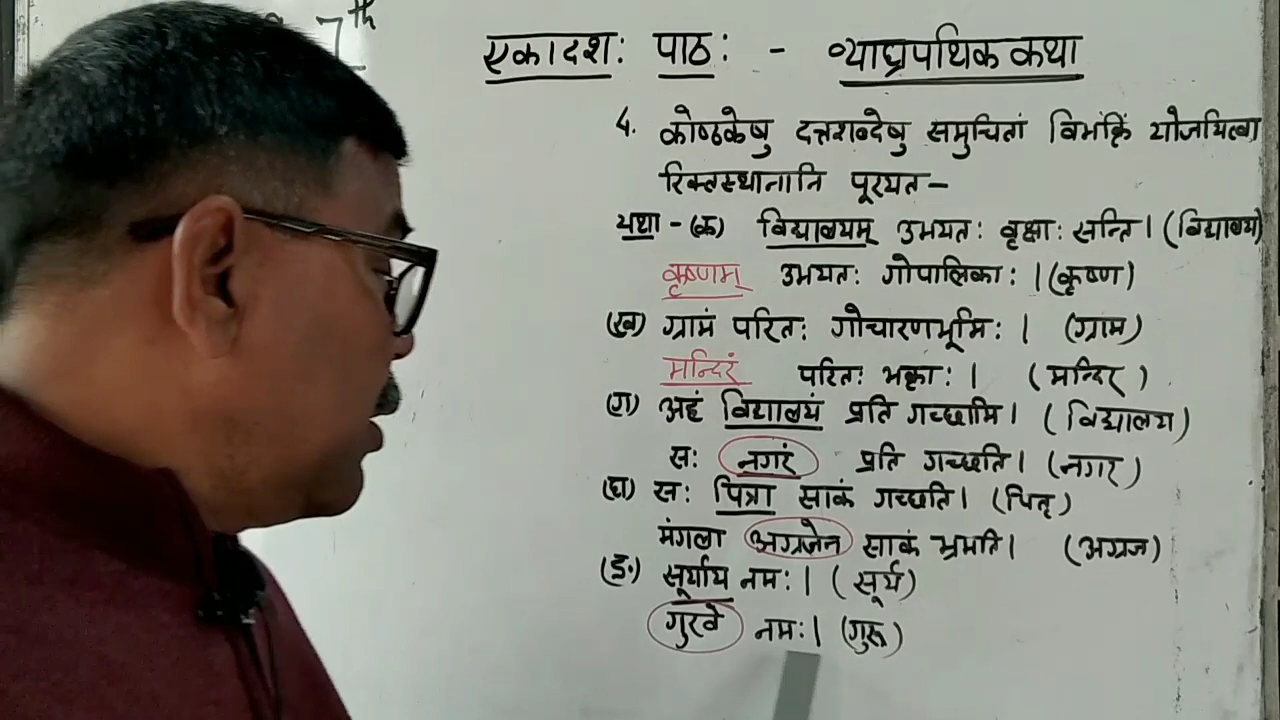 7th
एकादशः पाठः - व्याघ्रपथिककथा
4. कोष्ठकेषु दत्तशब्देषु समुचितां विभक्तिं योजयित्वा
रिक्तस्थानानि पूरयत-
यथा - (क) विद्यालयम् उभयतः वृक्षाः सन्ति। (विद्यालय)
कृष्णम् उभयतः गोपालिकाः। (कृष्ण)
(ख) ग्रामं परितः गोचारणभूमिः। (ग्राम)
मन्दिरं परितः भक्ताः। (मन्दिर)
(ग) अहं विद्यालयं प्रति गच्छामि। (विद्यालय)
सः नगरं प्रति गच्छति। (नगर)
(घ) सः पित्रा साकं गच्छति। (पितृ)
मंगला अग्रजेन साकं भ्रमति। (अग्रज)
(ङ) सूर्याय नमः। (सूर्य)
गुरवे नमः। (गुरू)